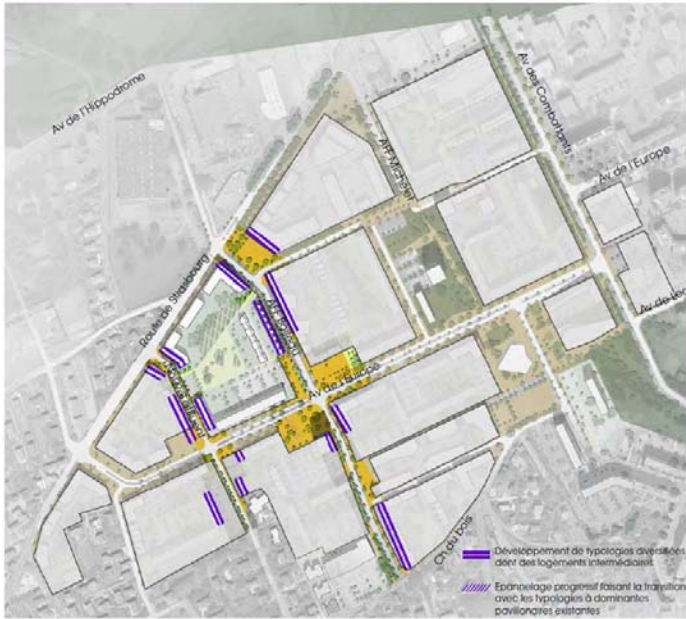 Av de l'Hippodrome
Av des Combattants
Av de l'Europe
Route de Strasbourg
Av de l'Europe
Ch du bois
Développement de typologies diversifiées
dont des logements intermédiaires
Epannelage progressif faisant la transition
avec les typologies à dominantes
pavillonaires existantes